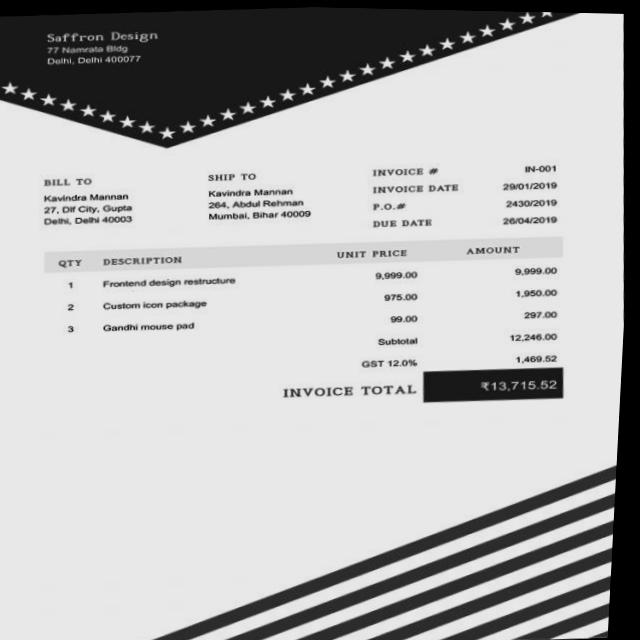 Saffron Design
77 Namrata Bldg
Delhi, Delhi 400077
BILL TO
Kavindra Mannan
27, Dlf City, Gupta
Delhi, Delhi 40003
SHIP TO
Kavindra Mannan
264, Abdul Rehman
Mumbai, Bihar 40009
INVOICE # IN-001
INVOICE DATE 29/01/2019
P.O.# 2430/2019
DUE DATE 26/04/2019
QTY DESCRIPTION UNIT PRICE AMOUNT
1 Frontend design restructure 9,999.00 9,999.00
2 Custom icon package 975.00 1,950.00
3 Gandhi mouse pad 99.00 297.00
Subtotal 12,246.00
GST 12.0% 1,469.52
INVOICE TOTAL ₹13,715.52